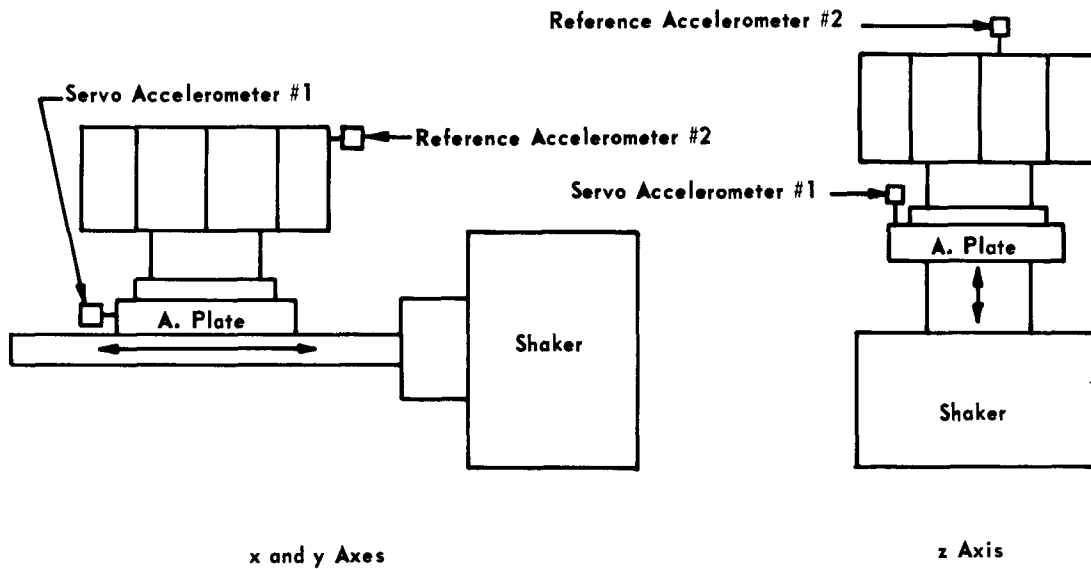 Reference Accelerometer #2
Servo Accelerometer #1
Reference Accelerometer #2
Servo Accelerometer #1
A. Plate
A. Plate
Shaker
Shaker
x and y Axes
z Axis